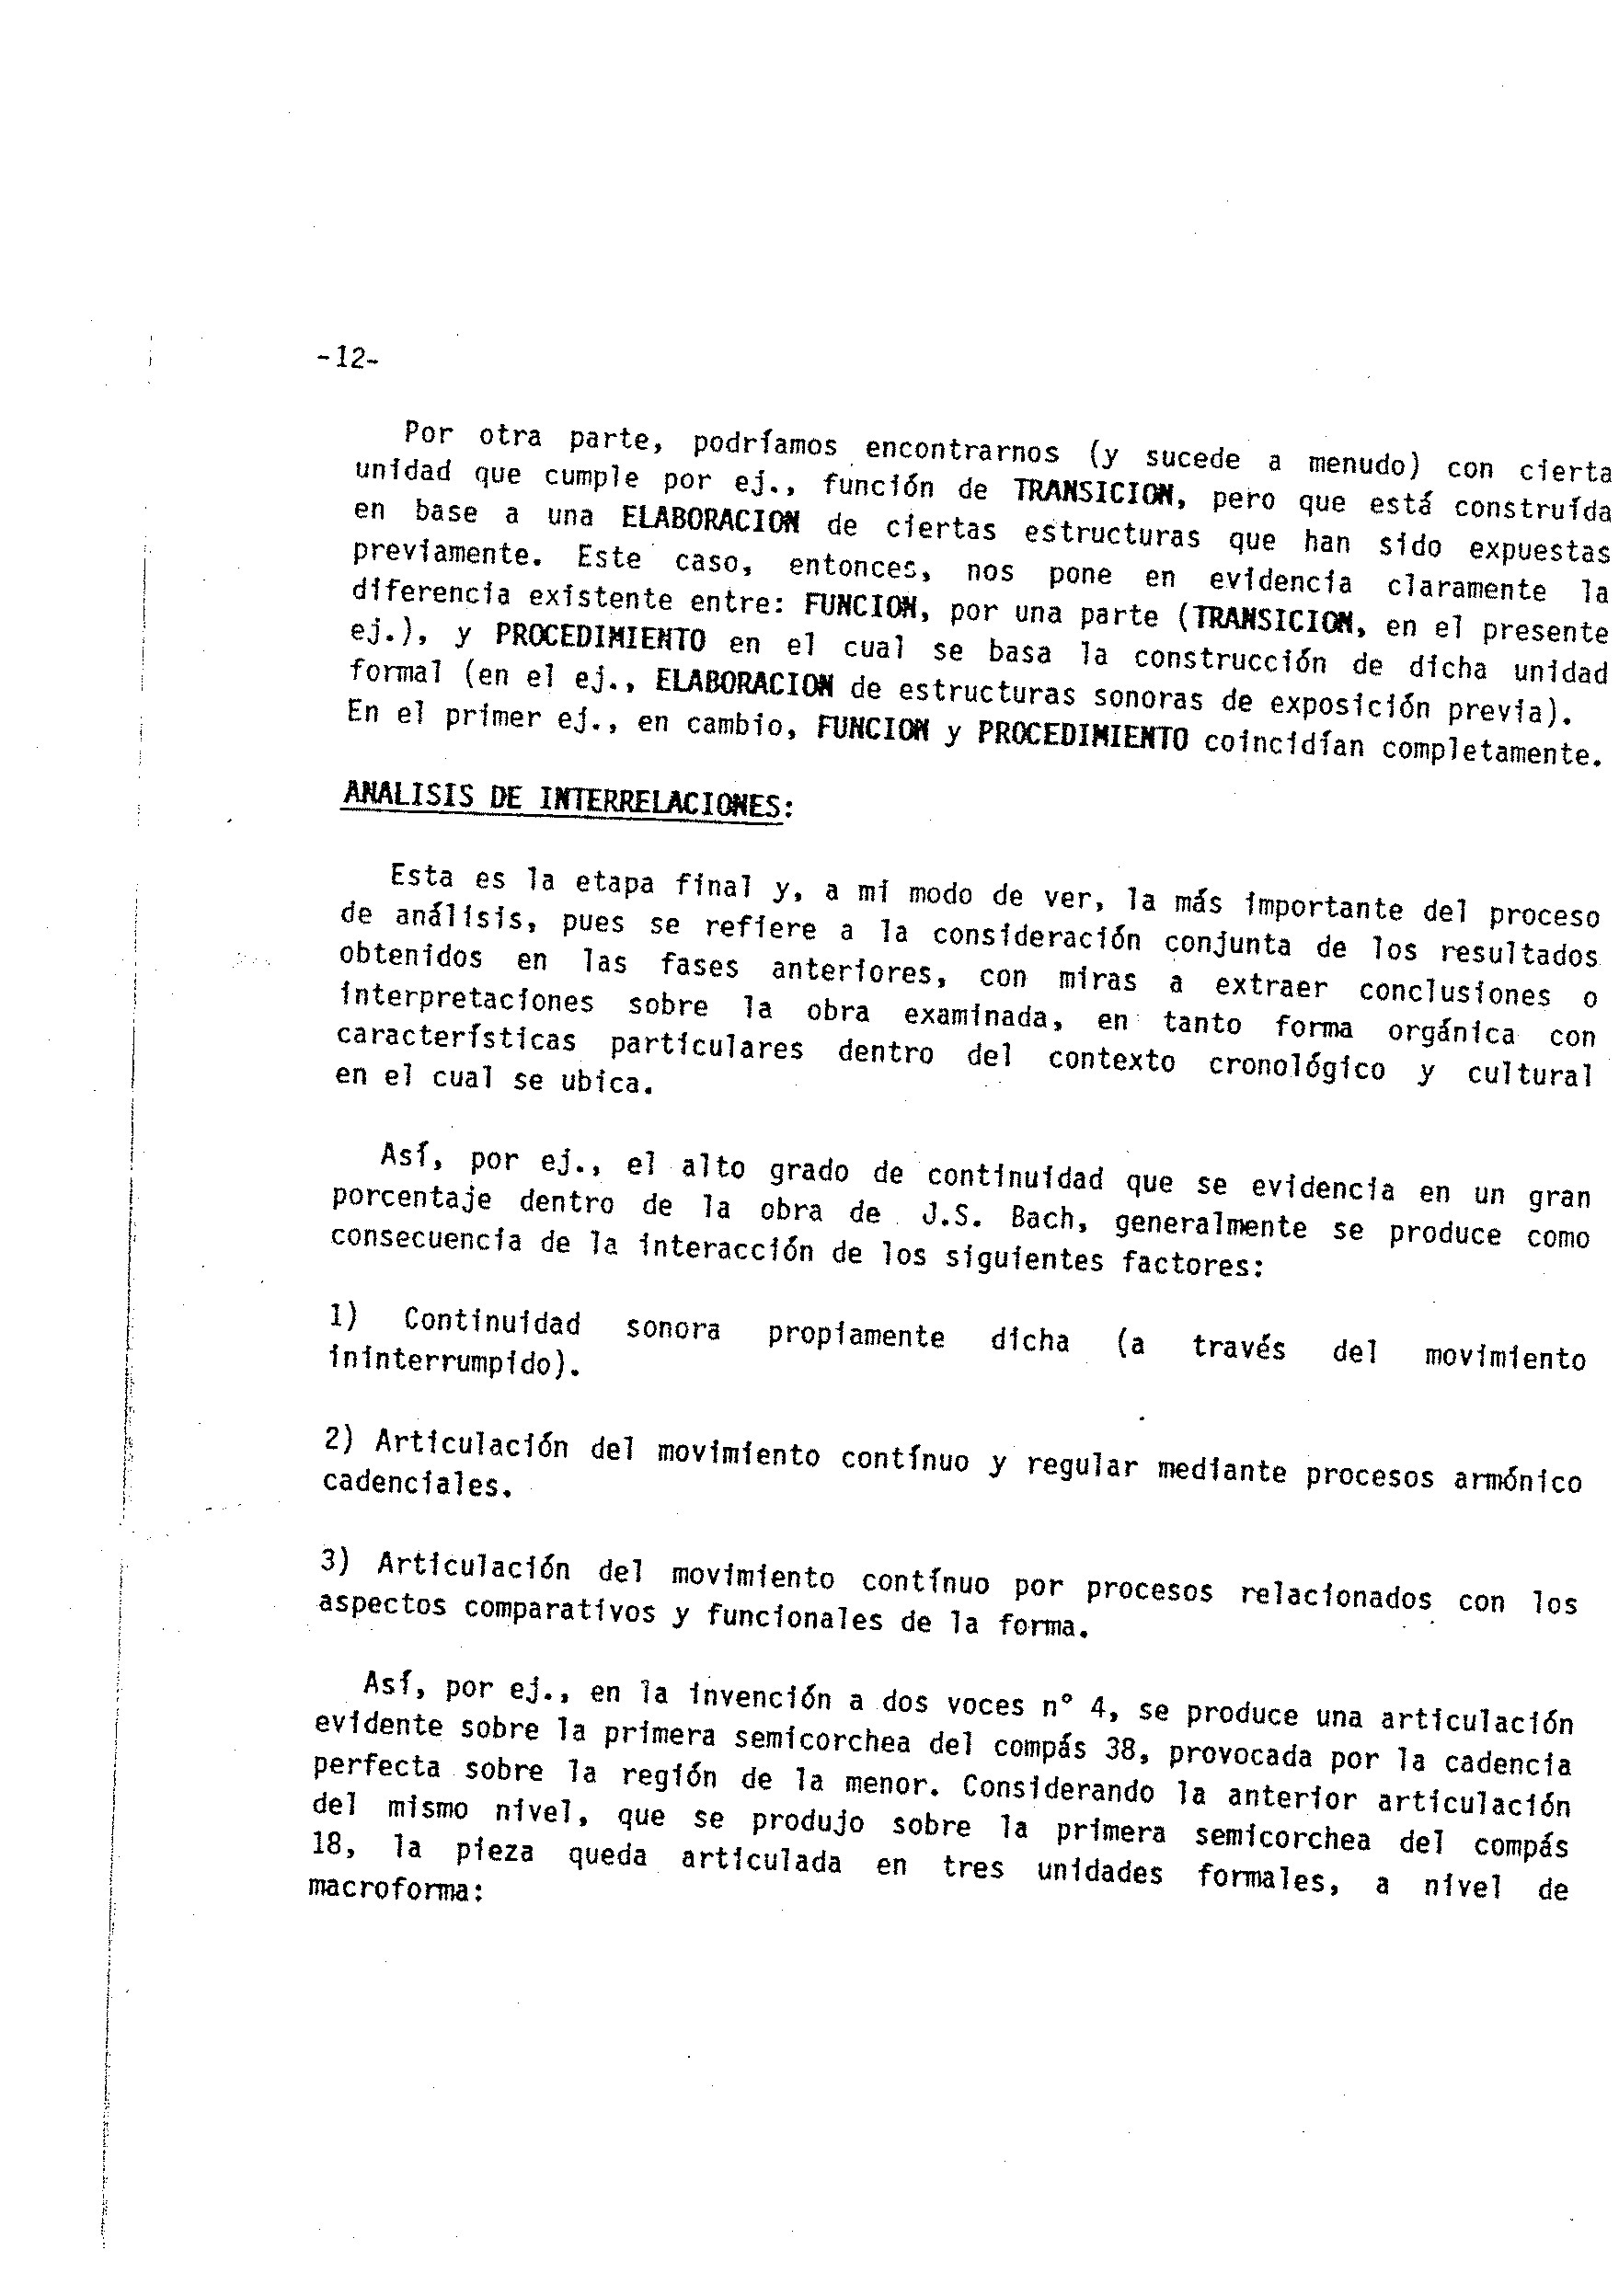 -12-
Por otra parte, podríamos encontrarnos (y sucede a menudo) con cierta
unidad que cumple por ej., función de TRANSICION, pero que está construída
en base a una ELABORACION de ciertas estructuras que han sido expuestas
previamente. Este caso, entonces, nos pone en evidencia claramente la
diferencia existente entre: FUNCION, por una parte (TRANSICION, en el presente
ej.), y PROCEDIMIENTO en el cual se basa la construcción de dicha unidad
formal (en el ej., ELABORACION de estructuras sonoras de exposición previa).
En el primer ej., en cambio, FUNCION y PROCEDIMIENTO coincidían completamente.
ANALISIS DE INTERRELACIONES:
Esta es la etapa final y, a mi modo de ver, la más importante del proceso
de análisis, pues se refiere a la consideración conjunta de los resultados
obtenidos en las fases anteriores, con miras a extraer conclusiones o
interpretaciones sobre la obra examinada, en tanto forma orgánica con
características particulares dentro del contexto cronológico y cultural
en el cual se ubica.
Así, por ej., el alto grado de continuidad que se evidencia en un gran
porcentaje dentro de la obra de J.S. Bach, generalmente se produce como
consecuencia de la interacción de los siguientes factores:
1) Continuidad sonora propiamente dicha (a través del movimiento
ininterrumpido).
2) Articulación del movimiento contínuo y regular mediante procesos armónico
cadenciales.
3) Articulación del movimiento contínuo por procesos relacionados con los
aspectos comparativos y funcionales de la forma.
Así, por ej., en la invención a dos voces n° 4, se produce una articulación
evidente sobre la primera semicorchea del compás 38, provocada por la cadencia
perfecta sobre la región de la menor. Considerando la anterior articulación
del mismo nivel, que se produjo sobre la primera semicorchea del compás
18, la pieza queda articulada en tres unidades formales, a nivel de
macroforma: